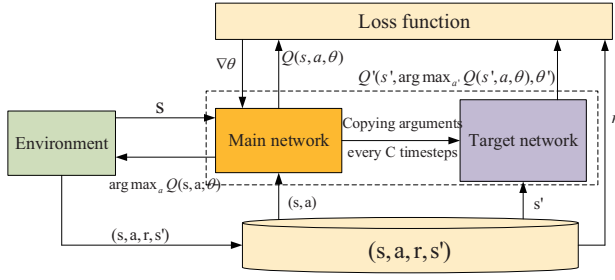 Loss function
∇θ
Q(s,a,θ)
Q'(s',arg max_a' Q(s',a,θ),θ')
s
r
Environment
Main network
Copying arguments
every C timesteps
Target network
arg max_a Q(s,a;θ)
(s,a)
s'
(s,a,r,s')
(s,a,r,s')